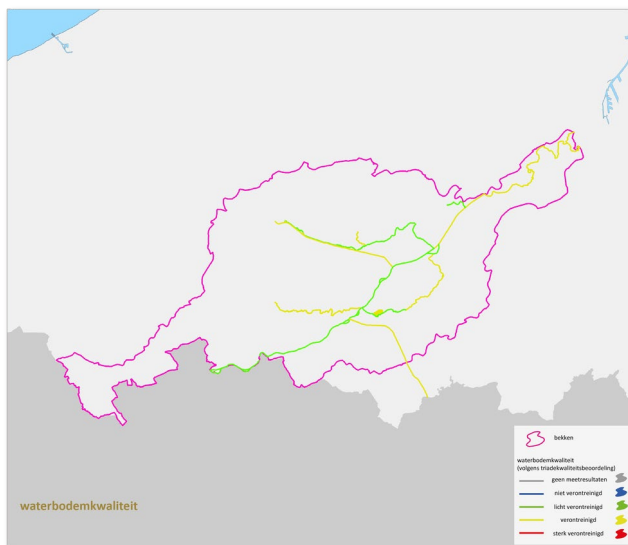 bekken
waterbodemkwaliteit
(volgens triadekwaliteitsbeoordeling)
geen meetresultaten
niet verontreinigd
licht verontreinigd
verontreinigd
sterk verontreinigd
waterbodemkwaliteit